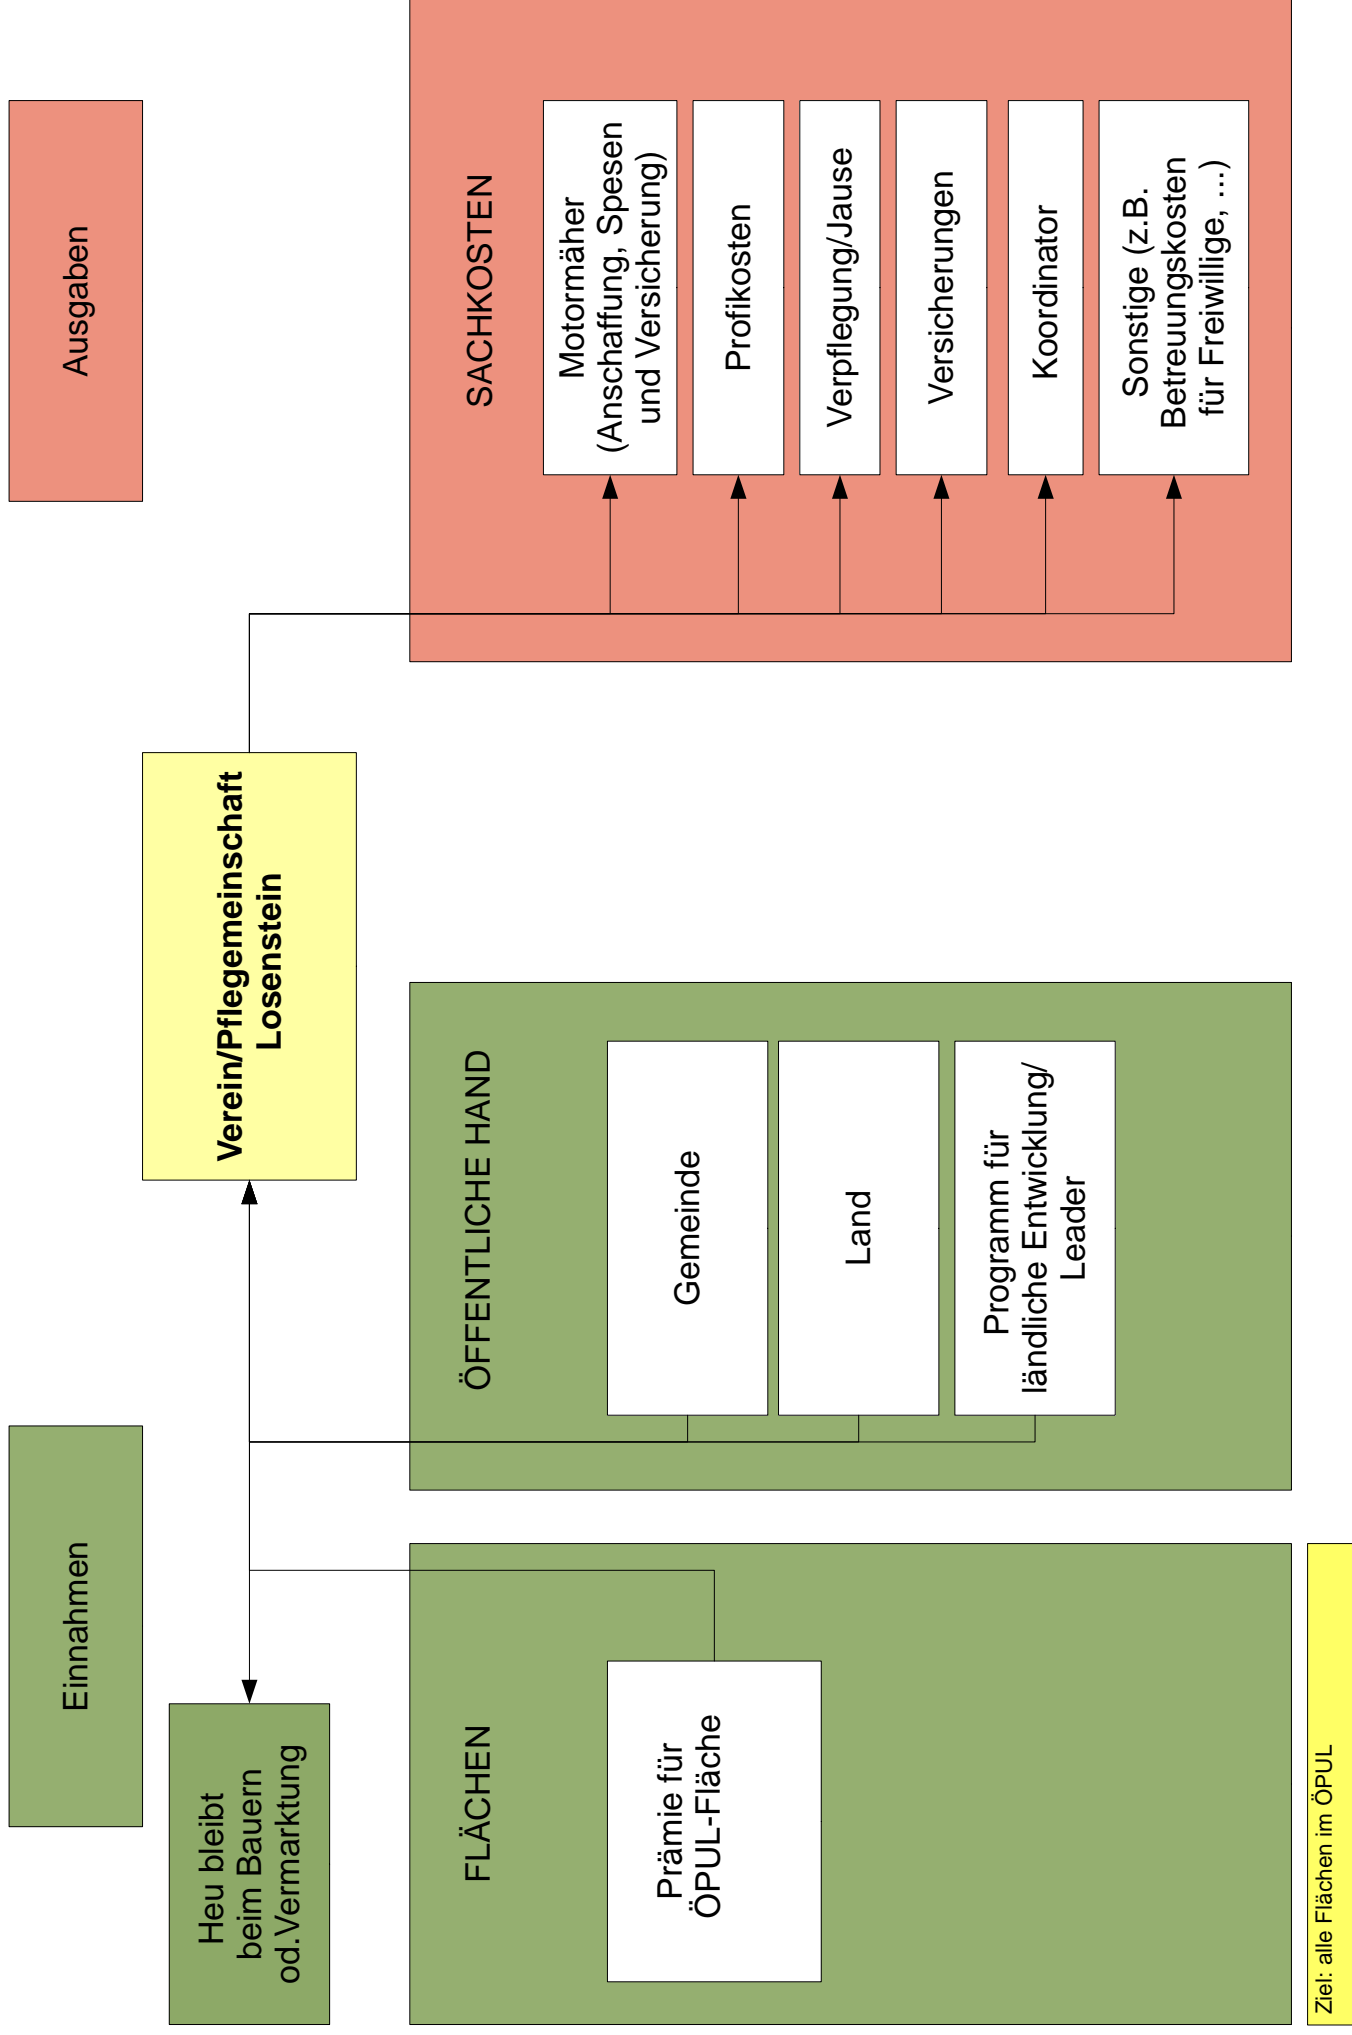 Einnahmen
Ausgaben
Heu bleibt
beim Bauern
od.Vermarktung
Verein/Pflegemeinschaft
Losenstein
FLÄCHEN
Prämie für
ÖPUL-Fläche
ÖFFENTLICHE HAND
Gemeinde
Land
Programm für
ländliche Entwicklung/
Leader
SACHKOSTEN
Motormäher
(Anschaffung, Spesen
und Versicherung)
Profikosten
Verpflegung/Jause
Versicherungen
Koordinator
Sonstige (z.B.
Betreuungskosten
für Freiwillige, ...)
Ziel: alle Flächen im ÖPUL